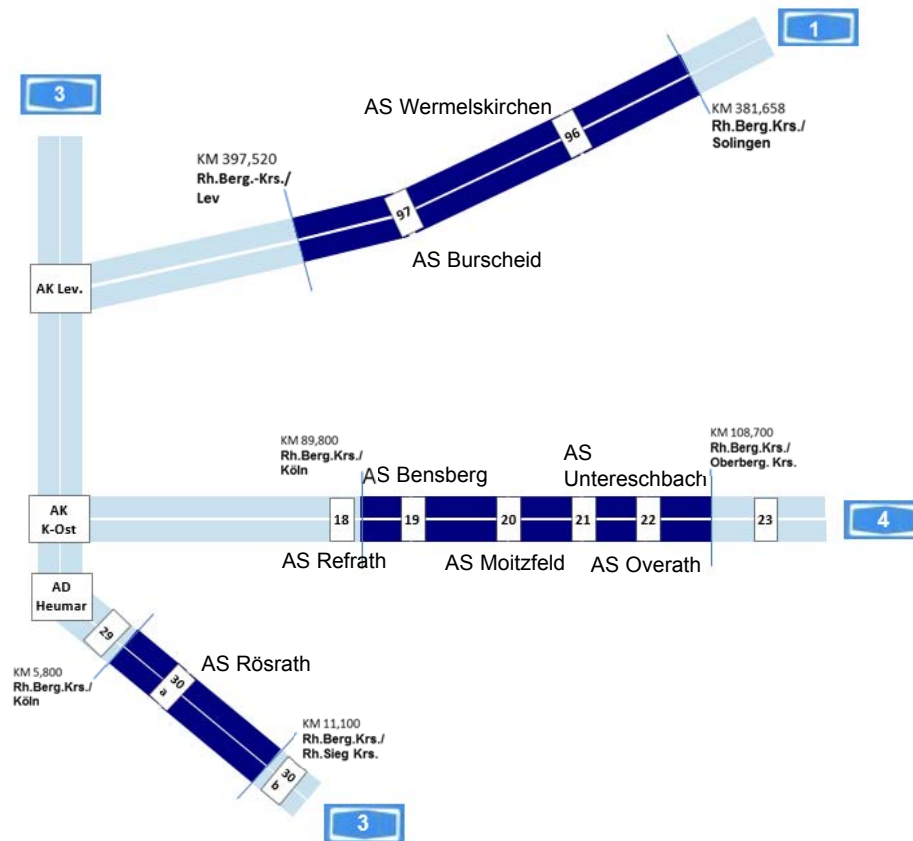 1
3
AS Wermelskirchen
KM 381,658
Rh.Berg.Krs./
Solingen
96
KM 397,520
Rh.Berg.-Krs./
Lev
97
AS Burscheid
AK Lev.
KM 89,800
Rh.Berg.Krs./
Köln
AS Bensberg
AS
Untereschbach
KM 108,700
Rh.Berg.Krs./
Oberberg. Krs.
AK
K-Ost
18
19
20
21
22
23
4
AS Refrath
AS Moitzfeld
AS Overath
AD
Heumar
29
AS Rösrath
KM 5,800
Rh.Berg.Krs./
Köln
30
a
KM 11,100
Rh.Berg.Krs./
Rh.Sieg Krs.
30
b
3